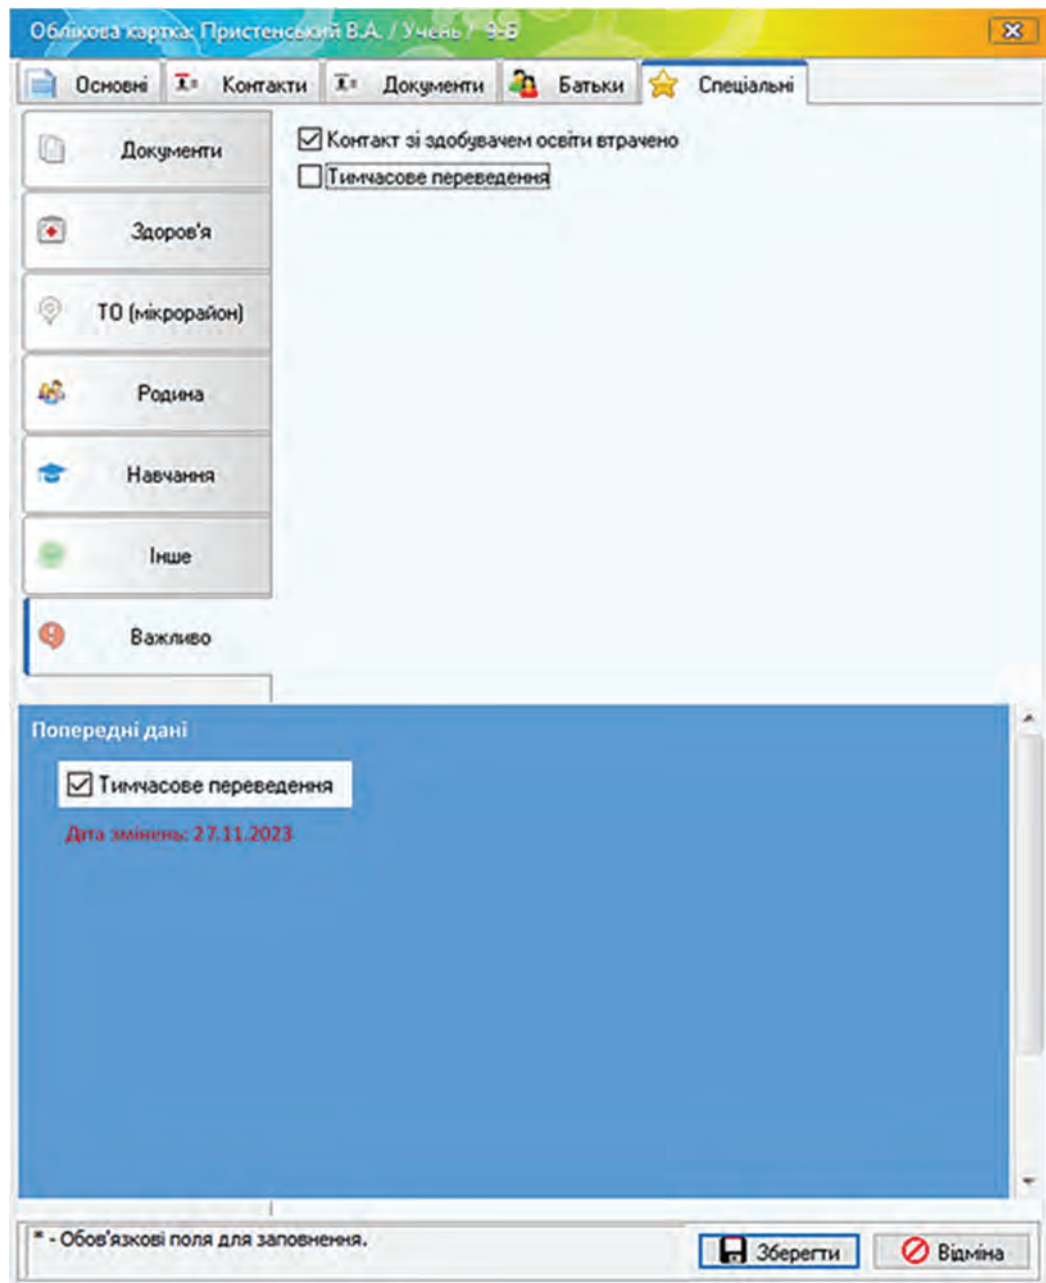 Облікова картка: Пристенський В.А. / Учень / 9-Б
Основні
Контакти
Документи
Батьки
Спеціальні
Документи
Здоров'я
ТО (мікрорайон)
Родина
Навчання
Інше
Важливо
Контакт зі здобувачем освіти втрачено
Тимчасове переведення
Попередні дані
Тимчасове переведення
Дата змінень: 27.11.2023
* - Обов'язкові поля для заповнення.
Зберегти
Відміна